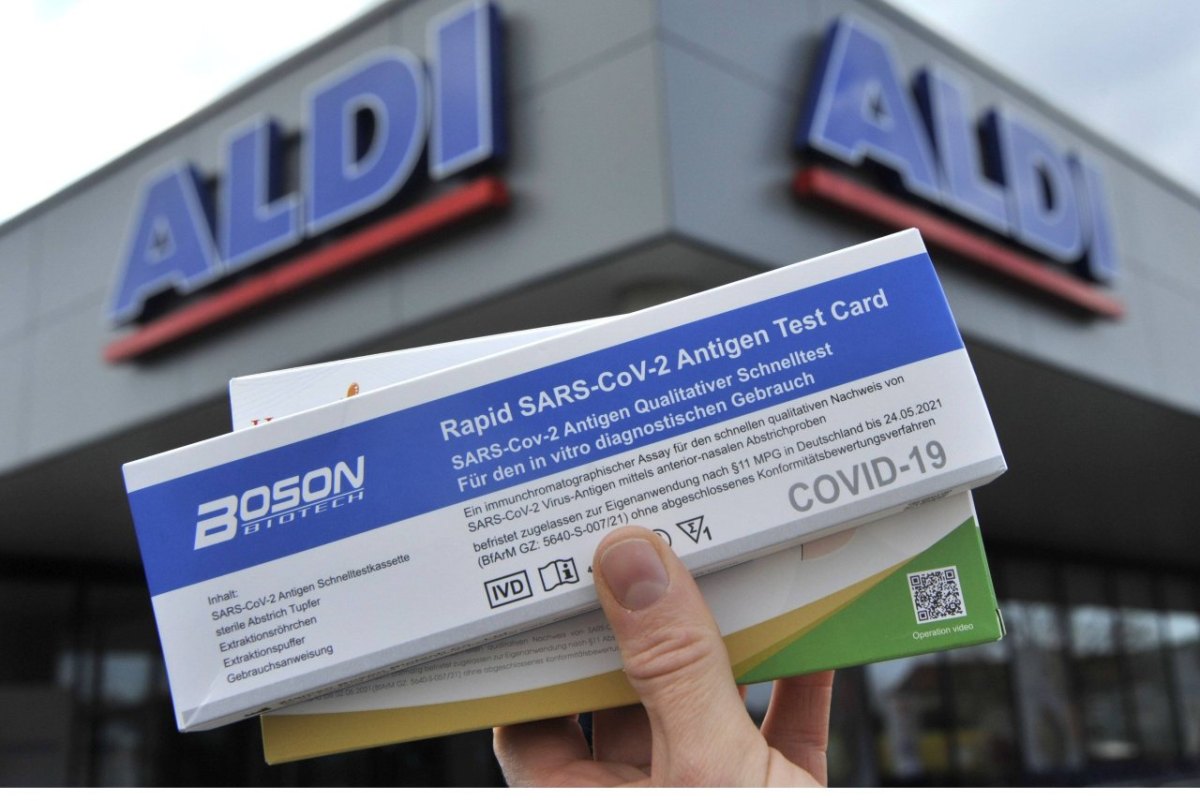 ALDI
ALDI
BOSON
BIOTECH
Rapid SARS-CoV-2 Antigen Test Card
SARS-Cov-2 Antigen Qualitativer Schnelltest
Für den in vitro diagnostischen Gebrauch
Ein immunchromatographischer Assay für den schnellen qualitativen Nachweis von
SARS-CoV-2 Virus-Antigen mittels anterior-nasalen Abstrichproben
befristet zugelassen zur Eigenanwendung nach §11 MPG in Deutschland bis 24.05.2021
(BfArM GZ: 5640-S-007/21) ohne abgeschlossenes Konformitätsbewertungsverfahren
COVID-19
IVD
Σ
1
Inhalt:
SARS-CoV-2 Antigen Schnelltestkassette
sterile Abstrich Tupfer
Extraktionsröhrchen
Extraktionspuffer
Gebrauchsanweisung
Operation video